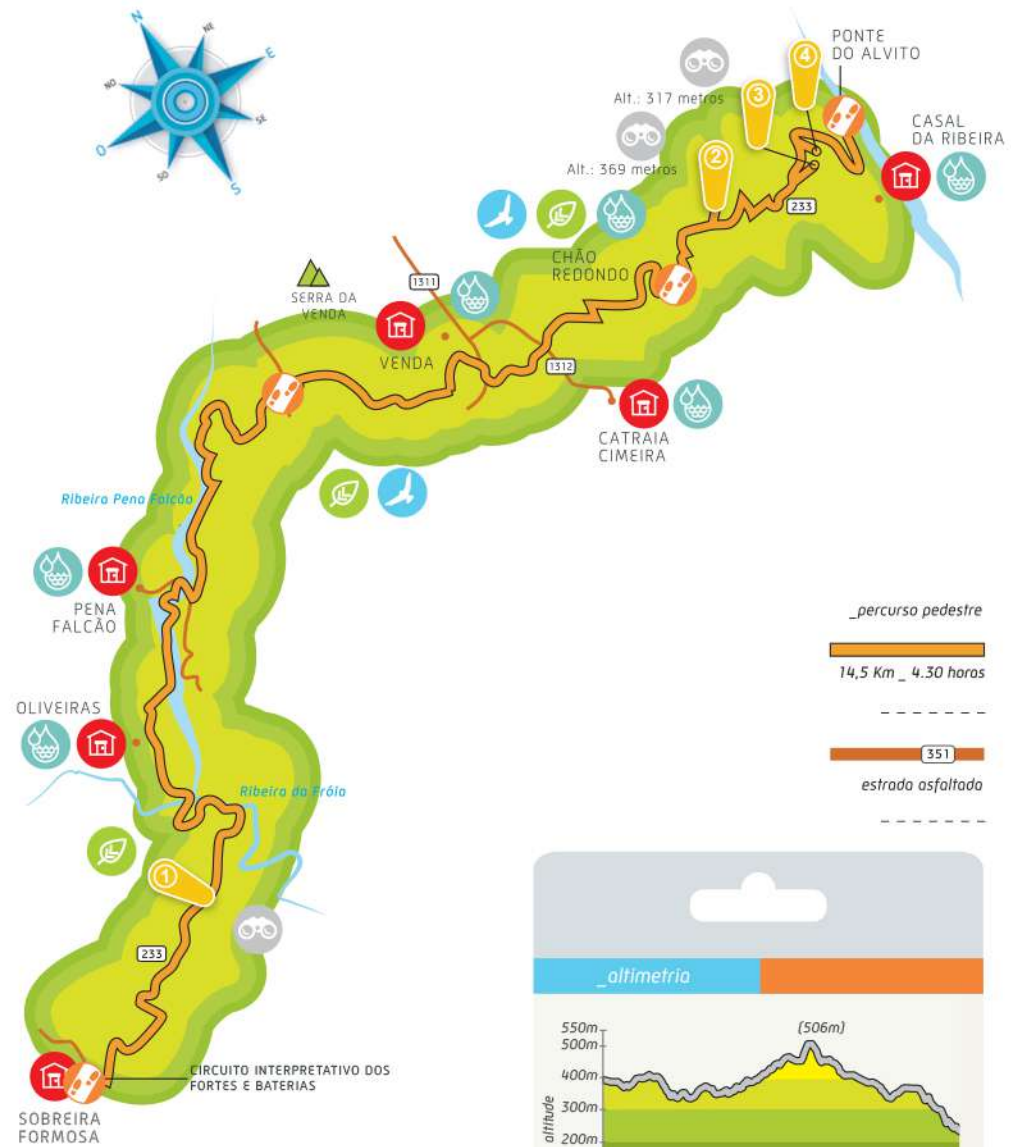 N
NE
E
SE
S
SO
O
NO
PONTE
DO ALVITO
4
3
Alt.: 317 metros
CASAL
DA RIBEIRA
Alt.: 369 metros
2
233
CHÃO
REDONDO
1311
SERRA DA
VENDA
VENDA
1312
CATRAIA
CIMEIRA
Ribeira Pena Falcão
PENA
FALCÃO
_percurso pedestre
14,5 Km _ 4.30 horas
351
estrada asfaltada
OLIVEIRAS
Ribeira da Fróia
1
233
CIRCUITO INTERPRETATIVO DOS
FORTES E BATERIAS
SOBREIRA
FORMOSA
_altimetria
550m
(506m)
500m
400m
300m
200m
altitude